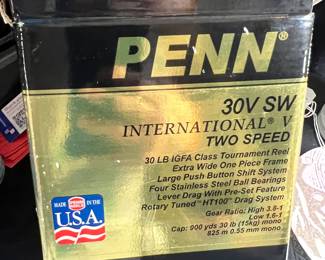 PENN®
30V SW
INTERNATIONAL® V
TWO SPEED
30 LB IGFA Class Tournament Reel
Extra Wide One Piece Frame
Large Push Button Shift System
Four Stainless Steel Ball Bearings
Lever Drag With Pre-Set Feature
Rotary Tuned HT100™ Drag System
Gear Ratio: High 3.8-1
Low 1.6-1
Cap: 900 yds 30 lb (15kg) mono
825 m 0.55 mm mono
MADE IN THE
U.S.A.